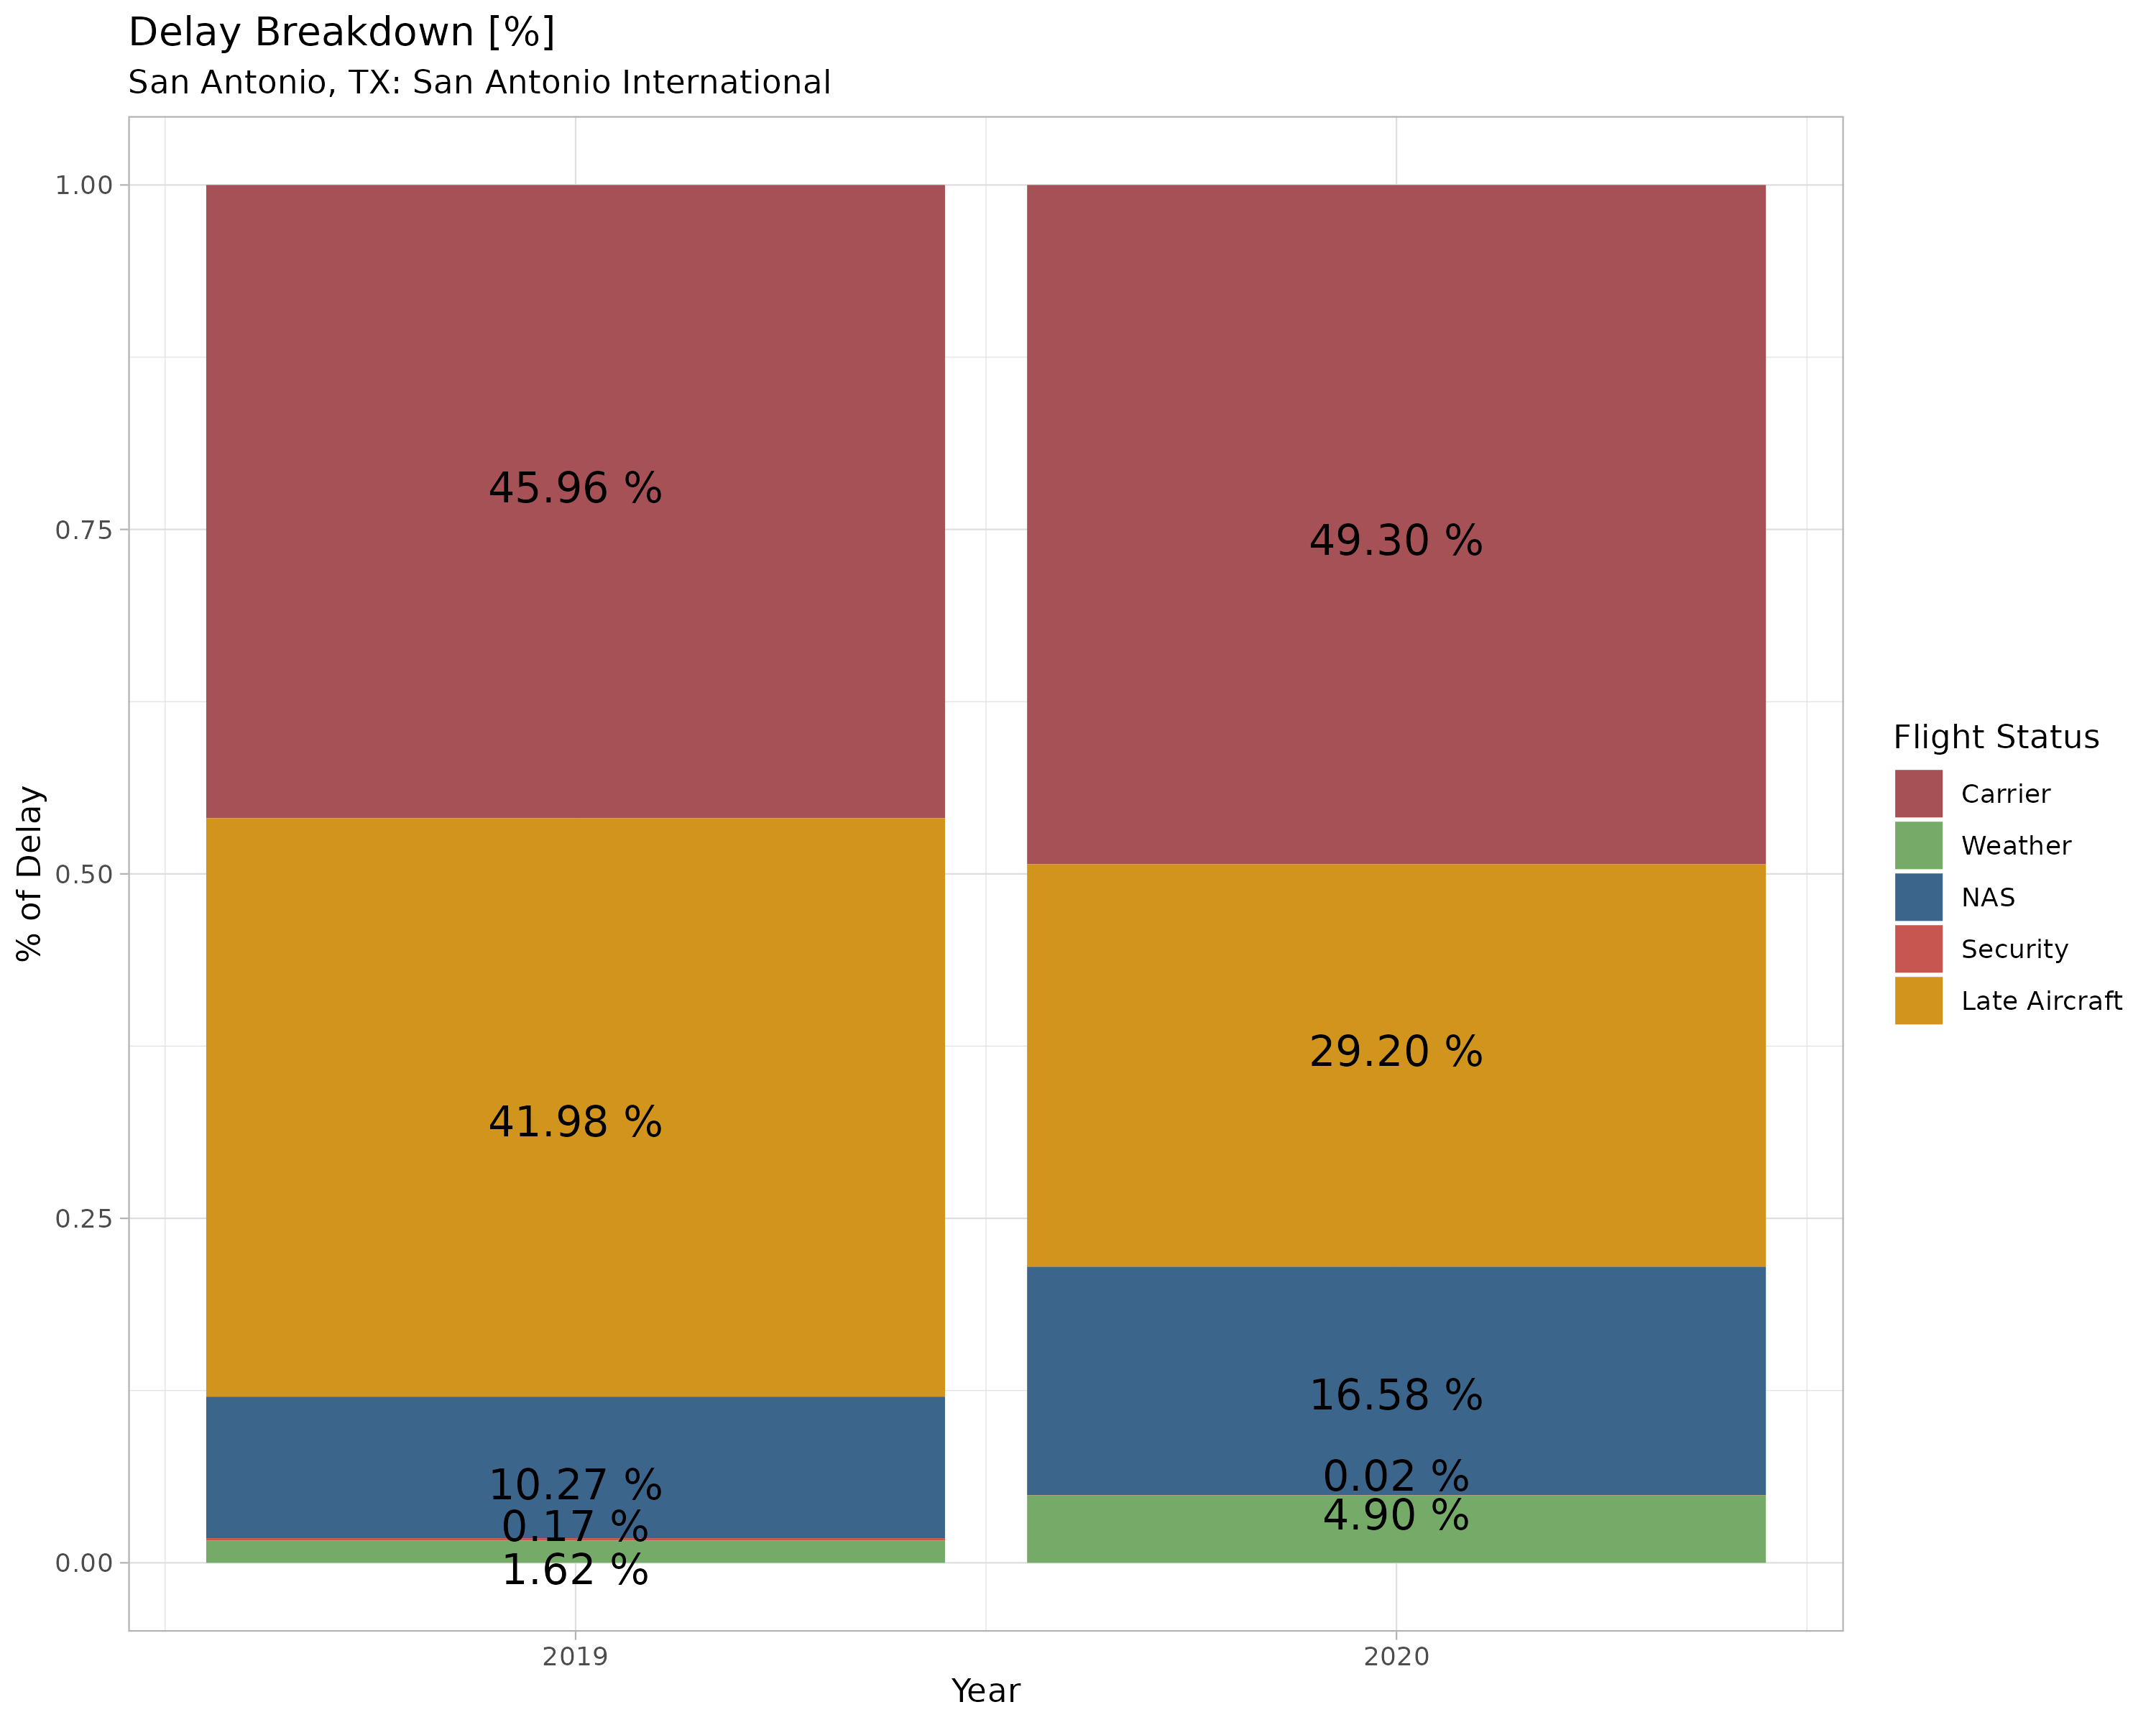 Delay Breakdown [%]
San Antonio, TX: San Antonio International
% of Delay
1.00
0.75
0.50
0.25
0.00
45.96 %
41.98 %
10.27 %
0.17 %
1.62 %
49.30 %
29.20 %
16.58 %
0.02 %
4.90 %
2019
2020
Year
Flight Status
Carrier
Weather
NAS
Security
Late Aircraft